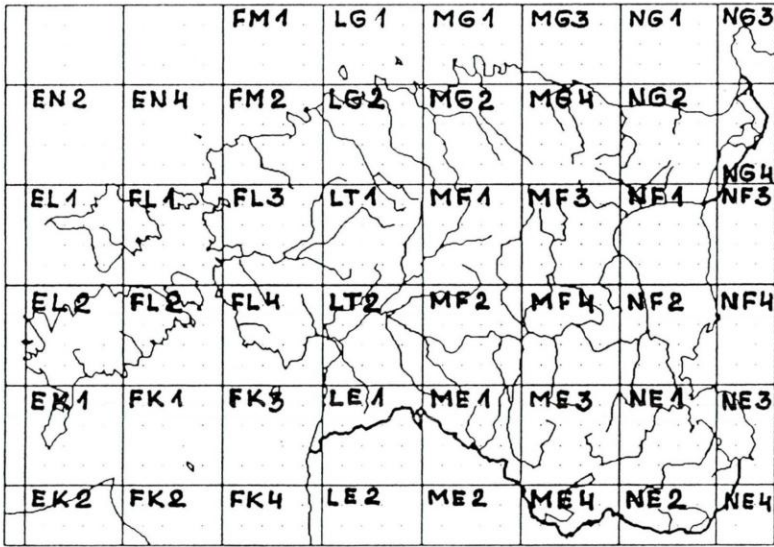 FM1 LG1 MG1 MG3 NG1 NG3
EN2 EN4 FM2 LG2 MG2 MG4 NG2
NG4
EL1 FL1 FL3 LT1 MF1 MF3 NF1 NF3
EL2 FL2 FL4 LT2 MF2 MF4 NF2 NF4
EK1 FK1 FK3 LE1 ME1 ME3 NE1 NE3
EK2 FK2 FK4 LE2 ME2 ME4 NE2 NE4